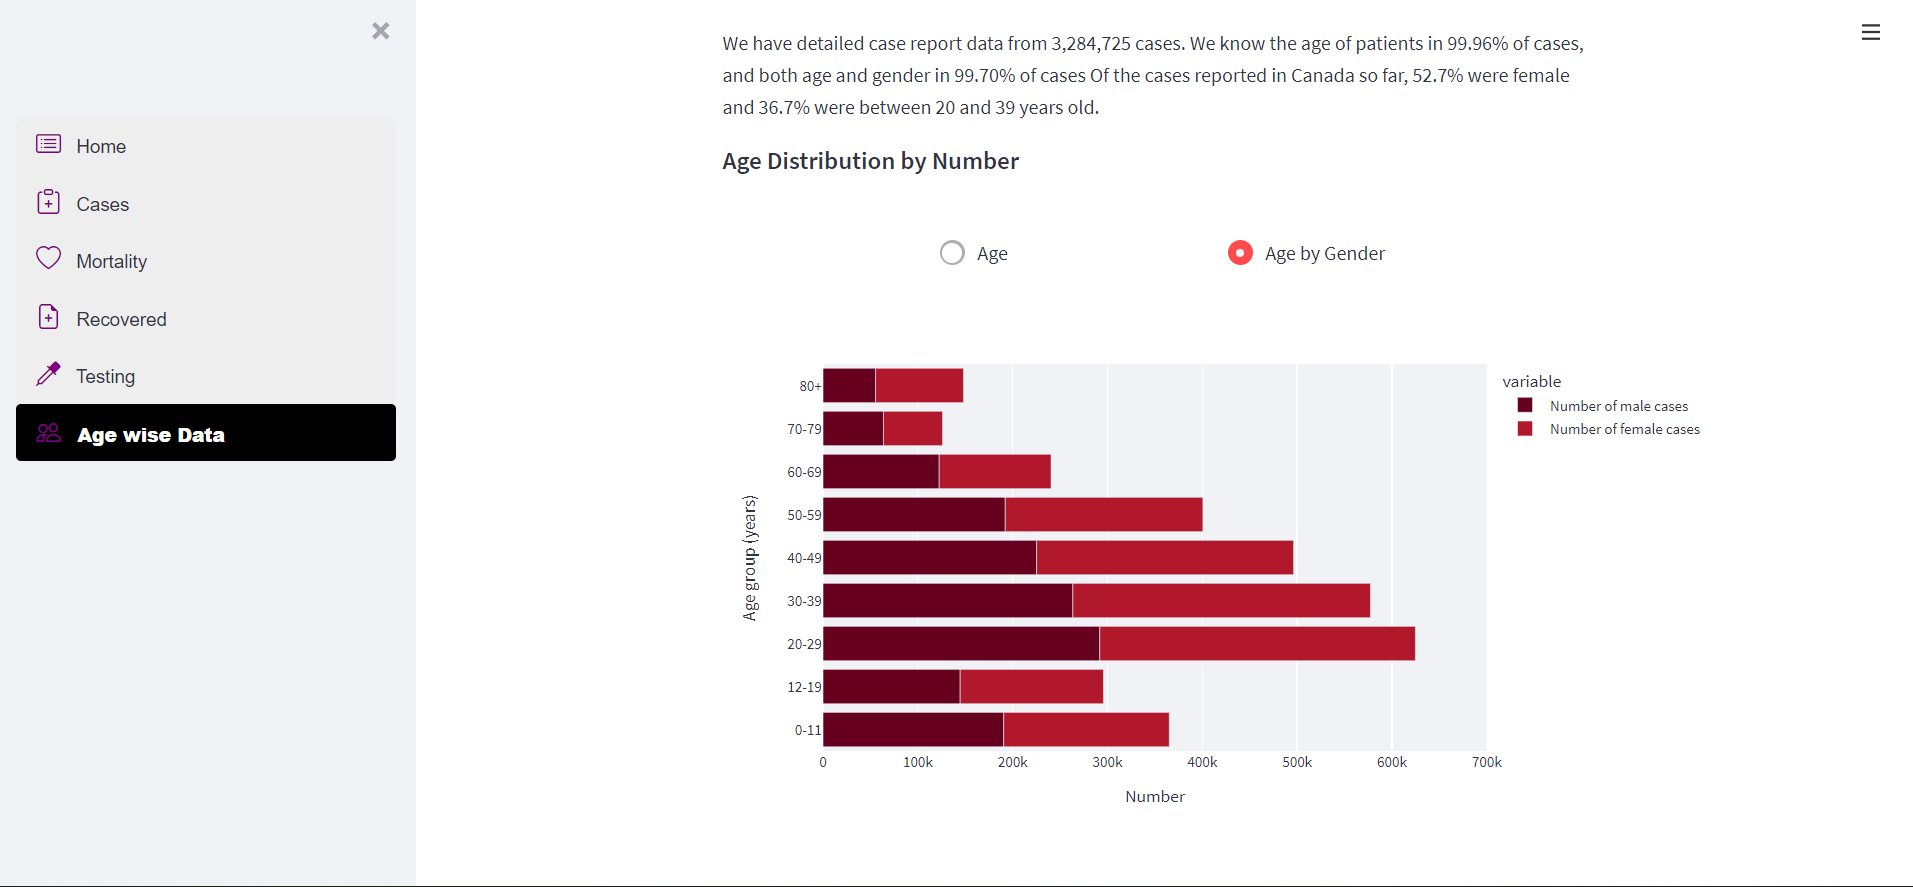 Home
Cases
Mortality
Recovered
Testing
Age wise Data
We have detailed case report data from 3,284,725 cases. We know the age of patients in 99.96% of cases,
and both age and gender in 99.70% of cases Of the cases reported in Canada so far, 52.7% were female
and 36.7% were between 20 and 39 years old.
Age Distribution by Number
Age
Age by Gender
Age group (years)
80+
70-79
60-69
50-59
40-49
30-39
20-29
12-19
0-11
0
100k
200k
300k
400k
500k
600k
700k
Number
variable
Number of male cases
Number of female cases